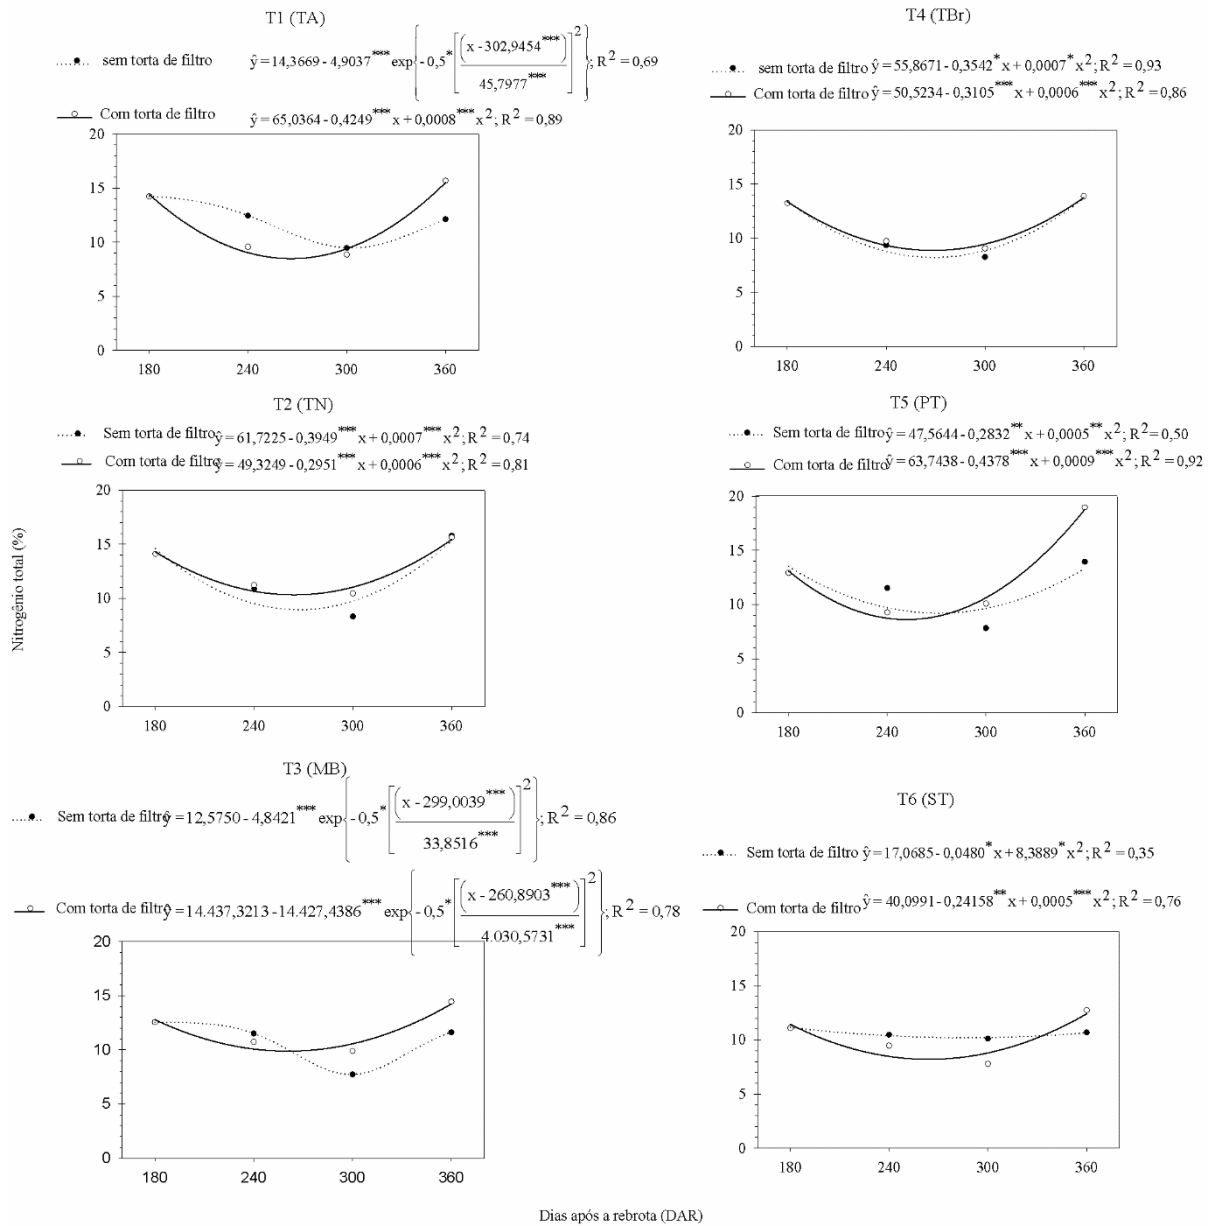 T1 (TA)
sem torta de filtro ŷ = 14,3669 - 4,9037*** exp{-0,5*[(x - 302,9454***)/45,7977***]²}; R² = 0,69
Com torta de filtro ŷ = 65,0364 - 0,4249***x + 0,0008***x²; R² = 0,89
20
15
10
5
0
180 240 300 360
T4 (TBr)
sem torta de filtro ŷ = 55,8671 - 0,3542*x + 0,0007*x²; R² = 0,93
Com torta de filtro ŷ = 50,5234 - 0,3105***x + 0,0006***x²; R² = 0,86
20
15
10
5
0
180 240 300 360
T2 (TN)
Sem torta de filtro ŷ = 61,7225 - 0,3949***x + 0,0007***x²; R² = 0,74
Com torta de filtro ŷ = 49,3249 - 0,2951***x + 0,0006***x²; R² = 0,81
20
15
10
5
0
180 240 300 360
T5 (PT)
Sem torta de filtro ŷ = 47,5644 - 0,2832**x + 0,0005**x²; R² = 0,50
Com torta de filtro ŷ = 63,7438 - 0,4378***x + 0,0009***x²; R² = 0,92
20
15
10
5
0
180 240 300 360
Nitrogênio total (%)
T3 (MB)
Sem torta de filtro ŷ = 12,5750 - 4,8421*** exp{-0,5*[(x - 299,0039***)/33,8516***]²}; R² = 0,86
Com torta de filtro ŷ = 14.437,3213 - 14.427,4386*** exp{-0,5*[(x - 260,8903***)/4.030,5731***]²}; R² = 0,78
20
15
10
5
0
180 240 300 360
T6 (ST)
Sem torta de filtro ŷ = 17,0685 - 0,0480*x + 8,3889*x²; R² = 0,35
Com torta de filtro ŷ = 40,0991 - 0,24158**x + 0,0005***x²; R² = 0,76
20
15
10
5
0
180 240 300 360
Dias após a rebrota (DAR)